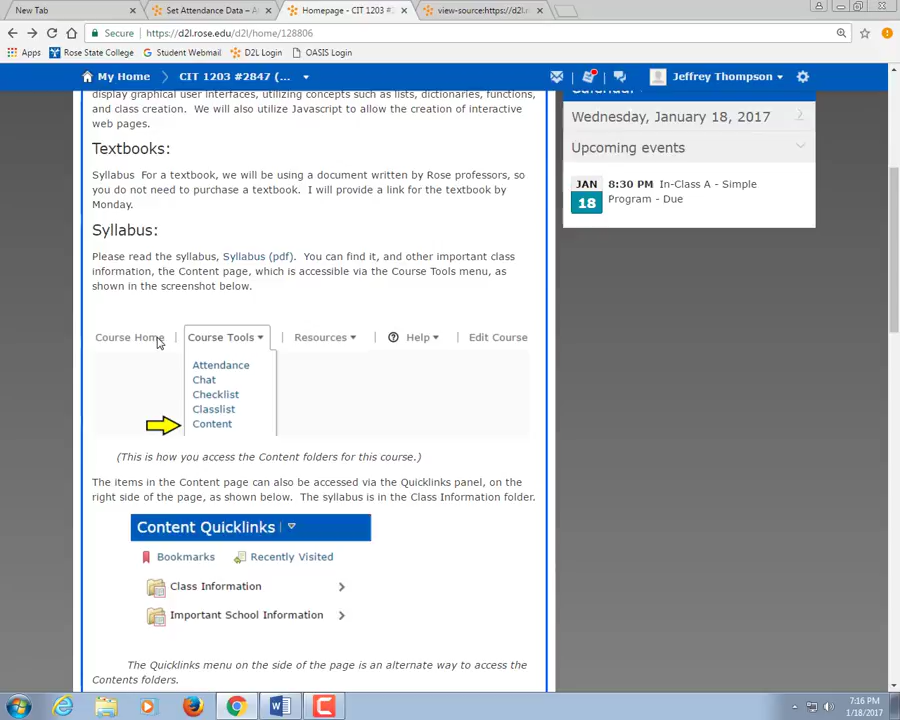 New Tab
Set Attendance Data – A
Homepage - CIT 1203 #2
view-source:https://d2l.r
Secure https://d2l.rose.edu/d2l/home/128806
Apps Rose State College Student Webmail D2L Login OASIS Login
My Home CIT 1203 #2847 (... Jeffrey Thompson
display graphical user interfaces, utilizing concepts such as lists, dictionaries, functions,
and class creation. We will also utilize Javascript to allow the creation of interactive
web pages.
Textbooks:
Syllabus For a textbook, we will be using a document written by Rose professors, so
you do not need to purchase a textbook. I will provide a link for the textbook by
Monday.
Syllabus:
Please read the syllabus, Syllabus (pdf). You can find it, and other important class
information, the Content page, which is accessible via the Course Tools menu, as
shown in the screenshot below.
Course Home | Course Tools | Resources | Help | Edit Course
Attendance
Chat
Checklist
Classlist
Content
(This is how you access the Content folders for this course.)
The items in the Content page can also be accessed via the Quicklinks panel, on the
right side of the page, as shown below. The syllabus is in the Class Information folder.
Content Quicklinks
Bookmarks Recently Visited
Class Information
Important School Information
The Quicklinks menu on the side of the page is an alternate way to access the
Contents folders.
Calendar
Wednesday, January 18, 2017
Upcoming events
JAN
18
8:30 PM In-Class A - Simple
Program - Due
7:16 PM
1/18/2017